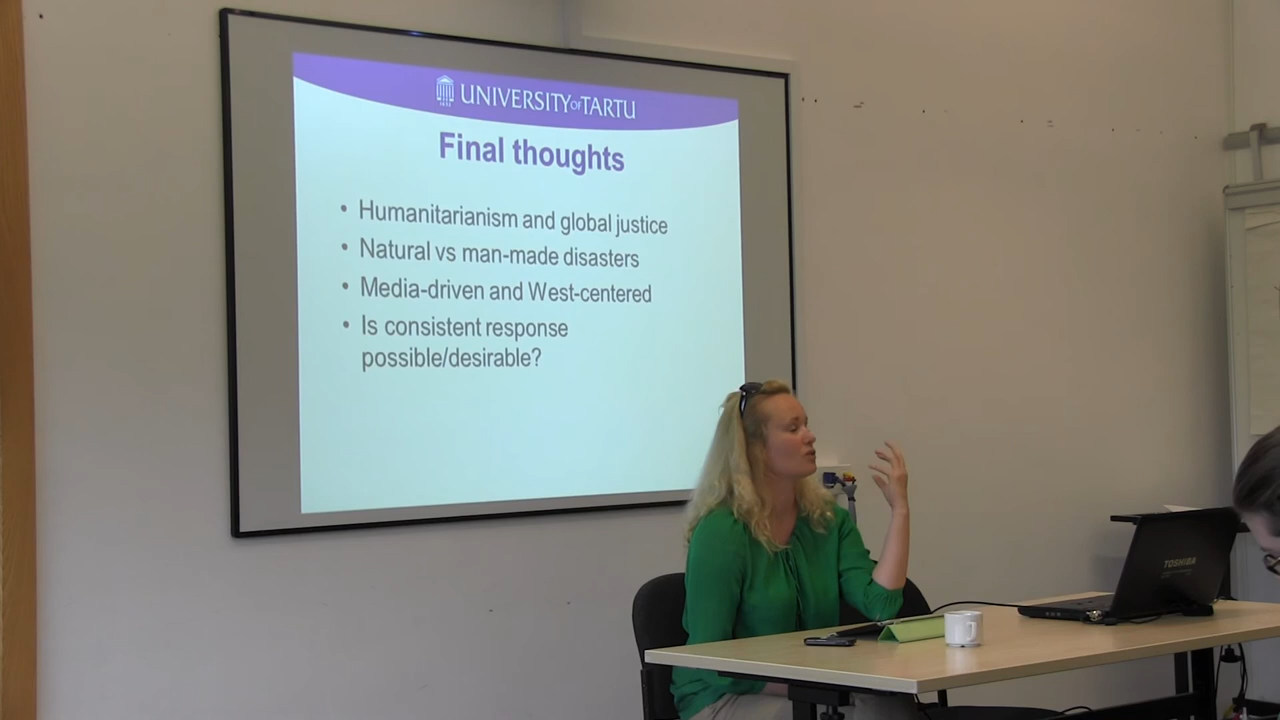 UNIVERSITY OF TARTU
Final thoughts
• Humanitarianism and global justice
• Natural vs man-made disasters
• Media-driven and West-centered
• Is consistent response
possible/desirable?
TOSHIBA